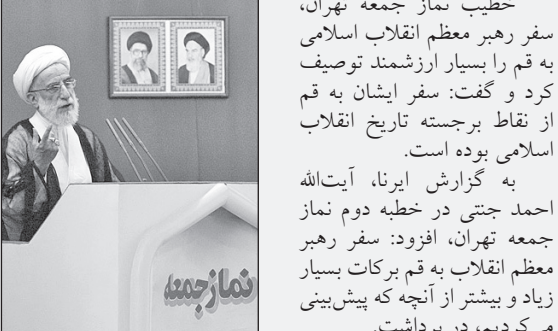 خطیب نماز جمعه تهران،
سفر رهبر معظم انقلاب اسلامی
به قم را بسیار ارزشمند توصیف
کرد و گفت: سفر ایشان به قم
از نقاط برجسته تاریخ انقلاب
اسلامی بوده است.
به گزارش ایرنا، آیت‌الله
احمد جنتی در خطبه دوم نماز
جمعه تهران، افزود: سفر رهبر
معظم انقلاب به قم برکات بسیار
زیاد و بیشتر از آنچه که پیش‌بینی
می‌کردیم، در برداشت.
نماز جمعه